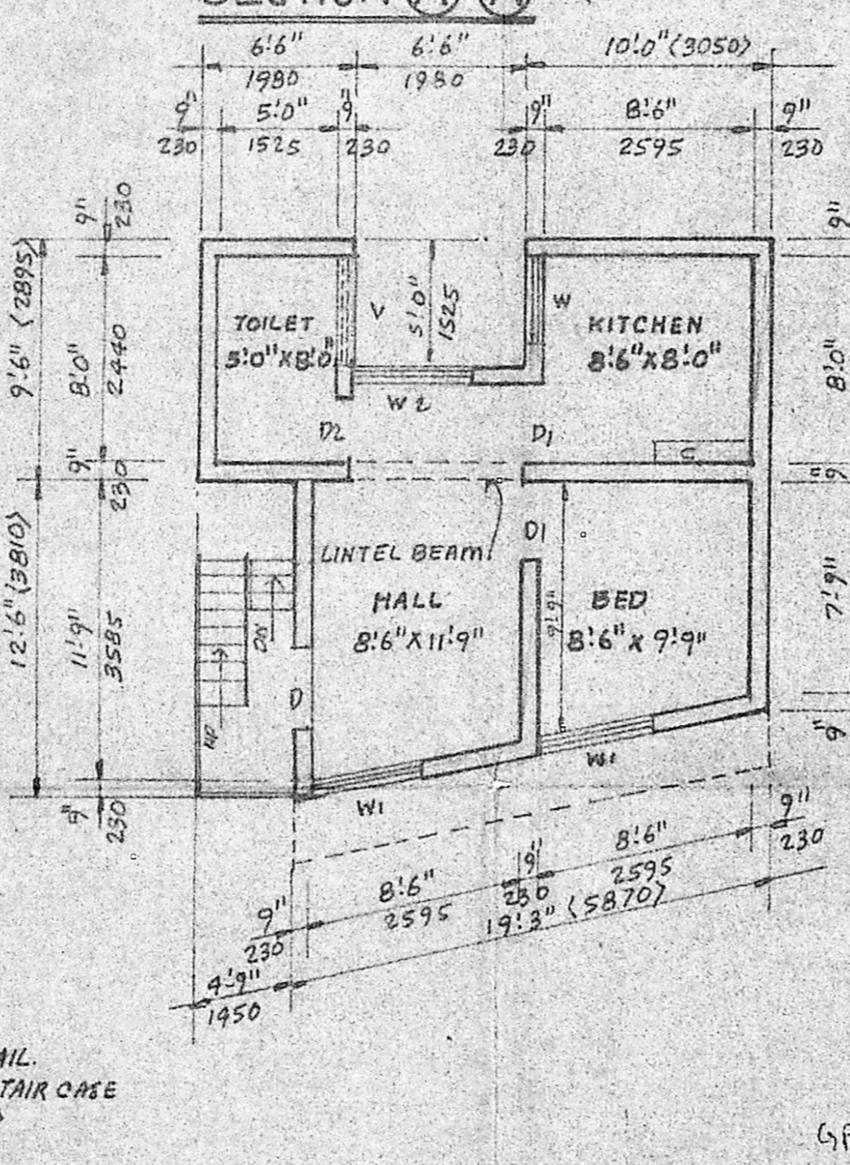 SECTION A A
6'6" 6'6" 10'0"(3050)
1980 1980
9" 5'0" 9" 9" 8'6" 9"
230 1525 230 230 2595 230
9" 230
9'6" (2895)
8'0" 2440
9" 230
12'6" (3810)
11'9" 3585
9" 230
TOILET
5'0"X8'0"
V
5'0" 1525
W
KITCHEN
8'6"X8'0"
W2
D2
D1
C
9"
8'0"
9"
7'9"
9"
D1
LINTEL BEAM
HALL
8'6"X11'9"
9'9"
BED
8'6" X 9'9"
DN
UP
D
W1
W1
9" 8'6" 9" 8'6" 9"
230 2595 230 2595 230
19'3" (5870)
4'-9"
1450
AIL.
TAIR CASE